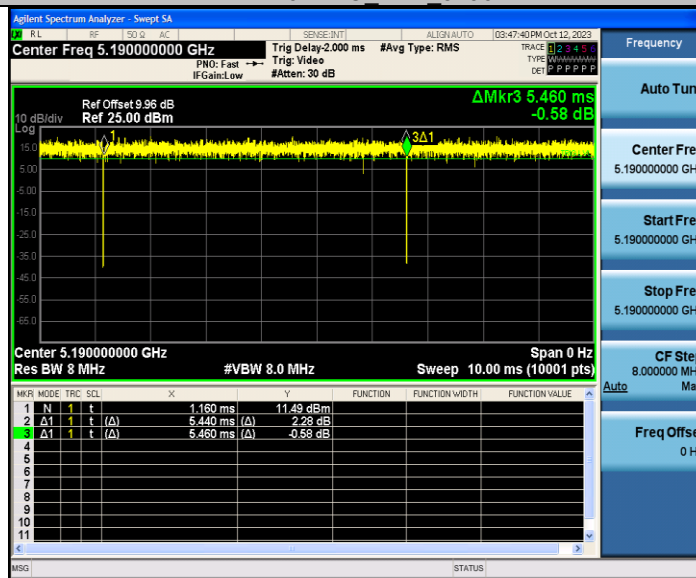 Agilent Spectrum Analyzer - Swept SA
RL RF 50 Ω AC SENSE:INT ALIGN AUTO 03:47:40 PM Oct 12, 2023
Center Freq 5.190000000 GHz
PNO: Fast
IFGain:Low
Trig Delay-2.000 ms
Trig: Video
#Atten: 30 dB
#Avg Type: RMS
TRACE 1 2 3 4 5 6
TYPE
DET P P P P P P
Ref Offset 9.96 dB
10 dB/div Ref 25.00 dBm
ΔMkr3 5.460 ms
-0.58 dB
Log
1
3Δ1
15.0
5.00
-5.00
-15.0
-25.0
-35.0
-45.0
-55.0
-65.0
Center 5.190000000 GHz Span 0 Hz
Res BW 8 MHz #VBW 8.0 MHz Sweep 10.00 ms (10001 pts)
MKR MODE TRC SCL X Y FUNCTION FUNCTION WIDTH FUNCTION VALUE
1 N 1 t 1.160 ms 11.49 dBm
2 Δ1 1 t (Δ) 5.440 ms (Δ) 2.28 dB
3 Δ1 1 t (Δ) 5.460 ms (Δ) -0.58 dB
4
5
6
7
8
9
10
11
MSG STATUS
Frequency
Auto Tun
Center Fre
5.190000000 GH
Start Fre
5.190000000 GH
Stop Fre
5.190000000 GH
CF Ste
8.000000 MH
Auto Ma
Freq Offse
0 H